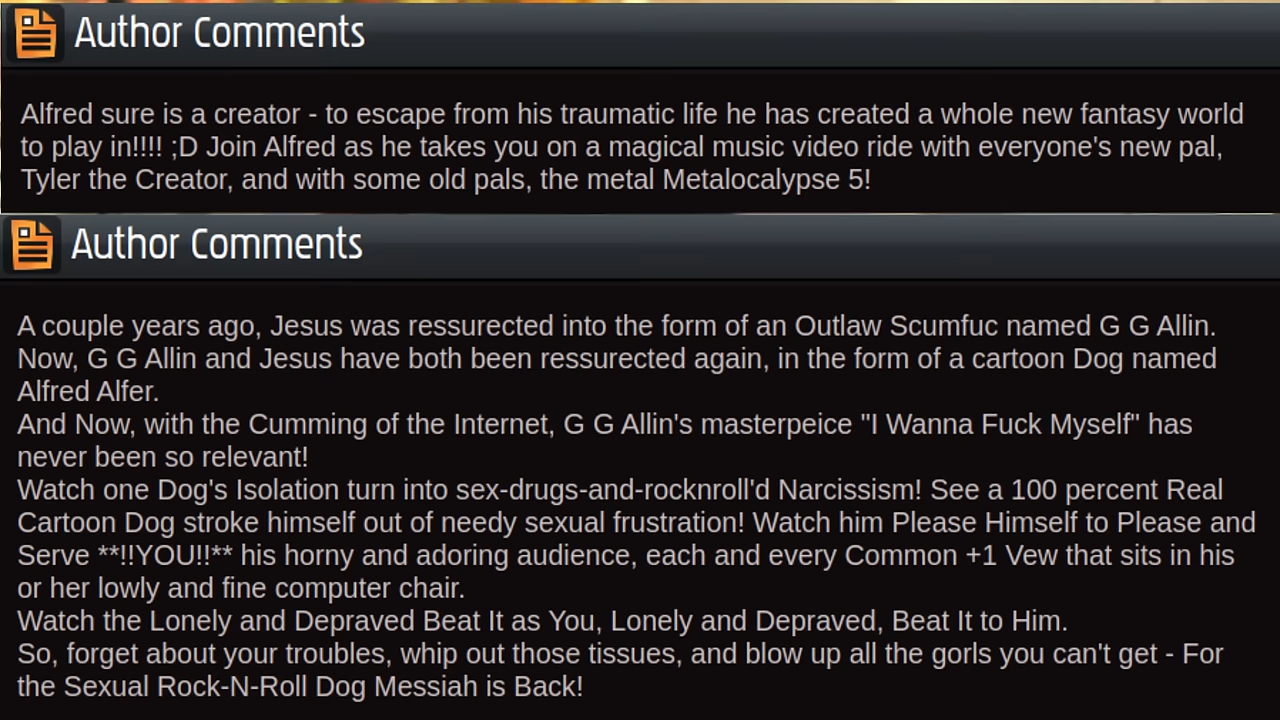 Author Comments
Alfred sure is a creator - to escape from his traumatic life he has created a whole new fantasy world
to play in!!!! ;D Join Alfred as he takes you on a magical music video ride with everyone's new pal,
Tyler the Creator, and with some old pals, the metal Metalocalypse 5!
Author Comments
A couple years ago, Jesus was ressurected into the form of an Outlaw Scumfuc named G G Allin.
Now, G G Allin and Jesus have both been ressurected again, in the form of a cartoon Dog named
Alfred Alfer.
And Now, with the Cumming of the Internet, G G Allin's masterpeice "I Wanna Fuck Myself" has
never been so relevant!
Watch one Dog's Isolation turn into sex-drugs-and-rocknroll'd Narcissism! See a 100 percent Real
Cartoon Dog stroke himself out of needy sexual frustration! Watch him Please Himself to Please and
Serve **!!YOU!!** his horny and adoring audience, each and every Common +1 Vew that sits in his
or her lowly and fine computer chair.
Watch the Lonely and Depraved Beat It as You, Lonely and Depraved, Beat It to Him.
So, forget about your troubles, whip out those tissues, and blow up all the gorls you can't get - For
the Sexual Rock-N-Roll Dog Messiah is Back!